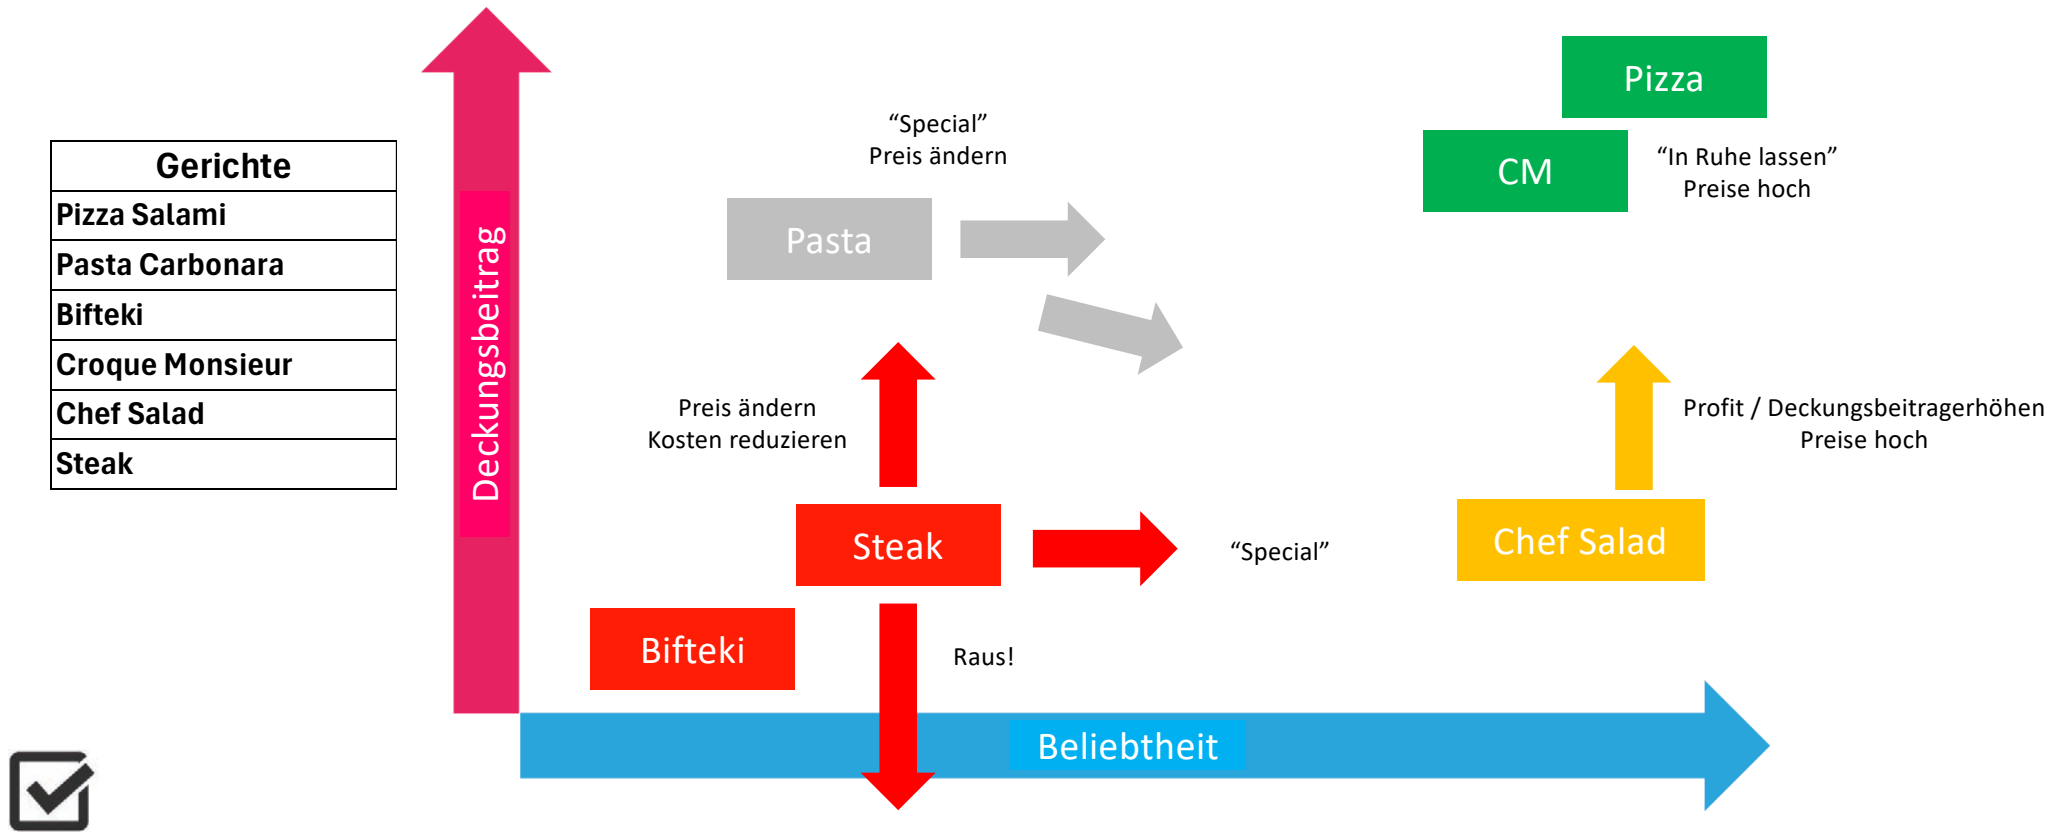 Gerichte
Pizza Salami
Pasta Carbonara
Bifteki
Croque Monsieur
Chef Salad
Steak
Deckungsbeitrag
“Special”
Preis ändern
Pasta
Pizza
CM
“In Ruhe lassen”
Preise hoch
Preis ändern
Kosten reduzieren
Profit / Deckungsbeitragerhöhen
Preise hoch
Steak
“Special”
Chef Salad
Bifteki
Raus!
Beliebtheit